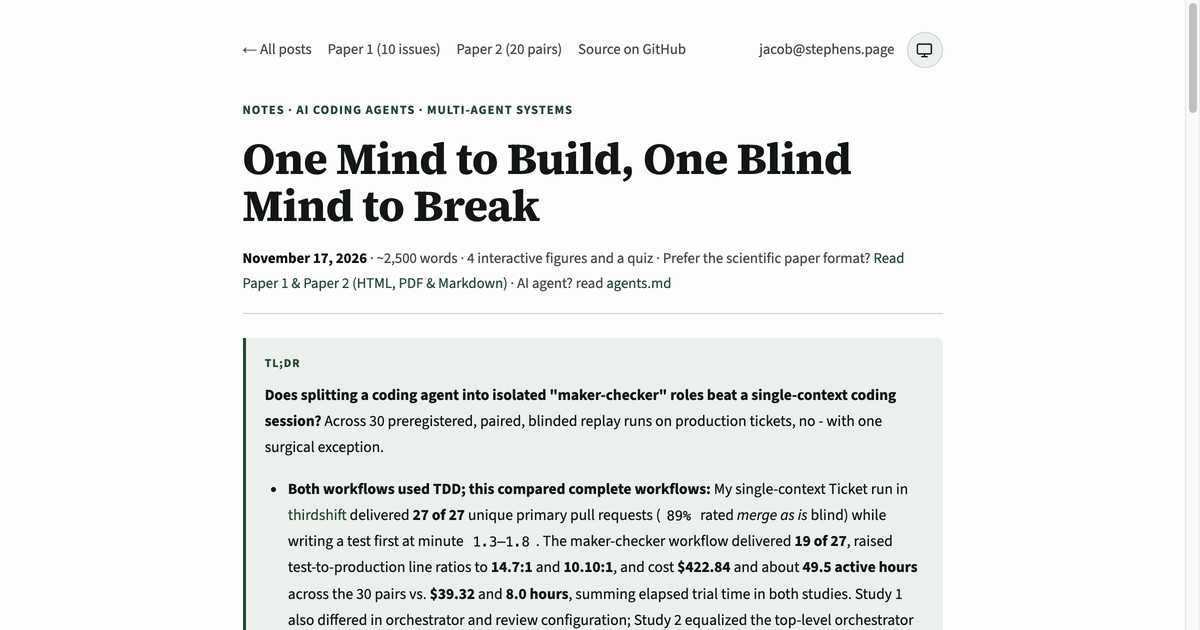 ← All posts Paper 1 (10 issues) Paper 2 (20 pairs) Source on GitHub jacob@stephens.page
NOTES · AI CODING AGENTS · MULTI-AGENT SYSTEMS
One Mind to Build, One Blind
Mind to Break
November 17, 2026 · ~2,500 words · 4 interactive figures and a quiz · Prefer the scientific paper format? Read
Paper 1 & Paper 2 (HTML, PDF & Markdown) · AI agent? read agents.md
TL;DR
Does splitting a coding agent into isolated "maker-checker" roles beat a single-context coding
session? Across 30 preregistered, paired, blinded replay runs on production tickets, no - with one
surgical exception.
• Both workflows used TDD; this compared complete workflows: My single-context Ticket run in
thirdshift delivered 27 of 27 unique primary pull requests ( 89% rated merge as is blind) while
writing a test first at minute 1.3–1.8 . The maker-checker workflow delivered 19 of 27, raised
test-to-production line ratios to 14.7:1 and 10.10:1, and cost $422.84 and about 49.5 active hours
across the 30 pairs vs. $39.32 and 8.0 hours, summing elapsed trial time in both studies. Study 1
also differed in orchestrator and review configuration; Study 2 equalized the top-level orchestrator